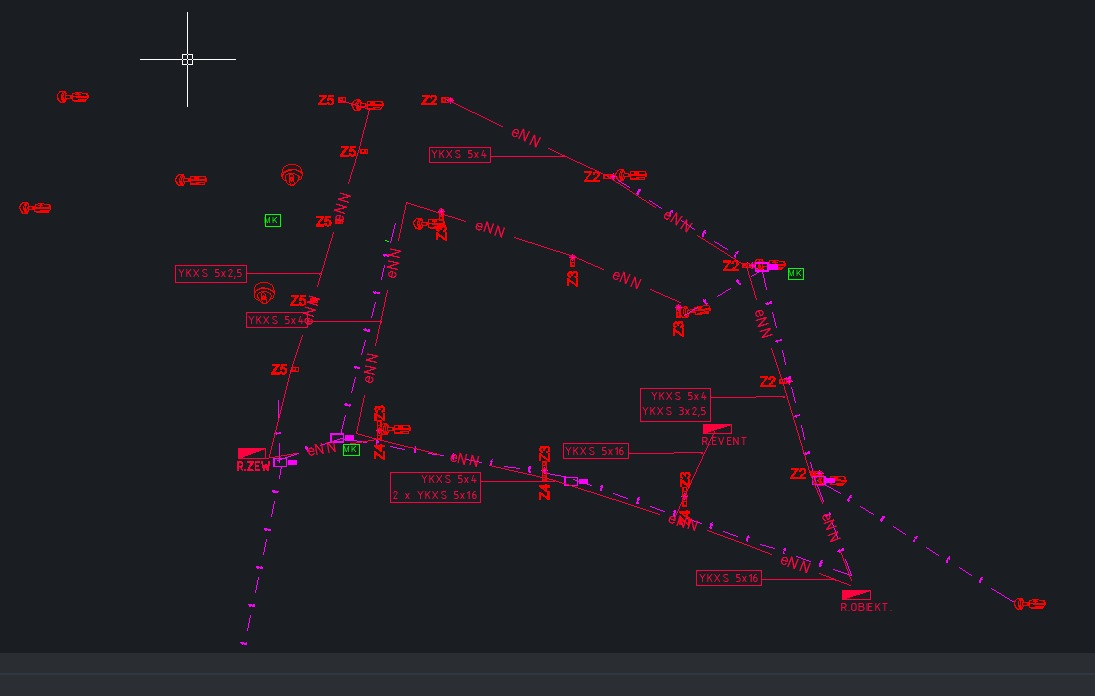 Z5
Z2
eNN
YKXS 5x4
Z5
Z2
eNN
Z5
eNN
MK
Z3
eNN
Z2
MK
eNN
YKXS 5x2,5
Z3
eNN
Z5
eNN
YKXS 5x4
Z3
eNN
Z5
eNN
Z2
YKXS 5x4
YKXS 3x2,5
Z3
R.EVENT
eNN
MK
Z4
eNN
Z3
YKXS 5x16
R.ZEW
YKXS 5x4
2 x YKXS 5x16
Z4
Z3
Z4
Z2
eNN
eNN
eNN
YKXS 5x16
R.OBIEKT.